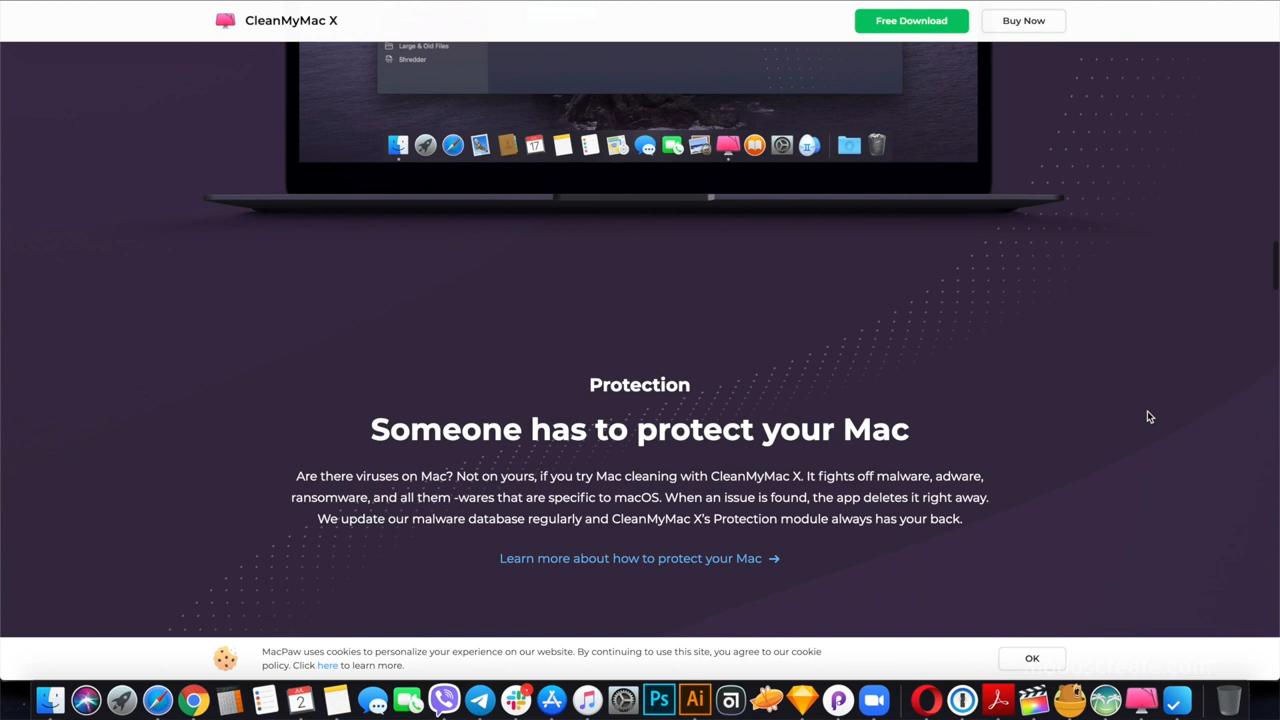 CleanMyMac X
Free Download
Buy Now
Large & Old Files
Shredder
17
Protection
Someone has to protect your Mac
Are there viruses on Mac? Not on yours, if you try Mac cleaning with CleanMyMac X. It fights off malware, adware,
ransomware, and all them -wares that are specific to macOS. When an issue is found, the app deletes it right away.
We update our malware database regularly and CleanMyMac X’s Protection module always has your back.
Learn more about how to protect your Mac →
MacPaw uses cookies to personalize your experience on our website. By continuing to use this site, you agree to our cookie
policy. Click here to learn more.
OK
2
Ps
Ai